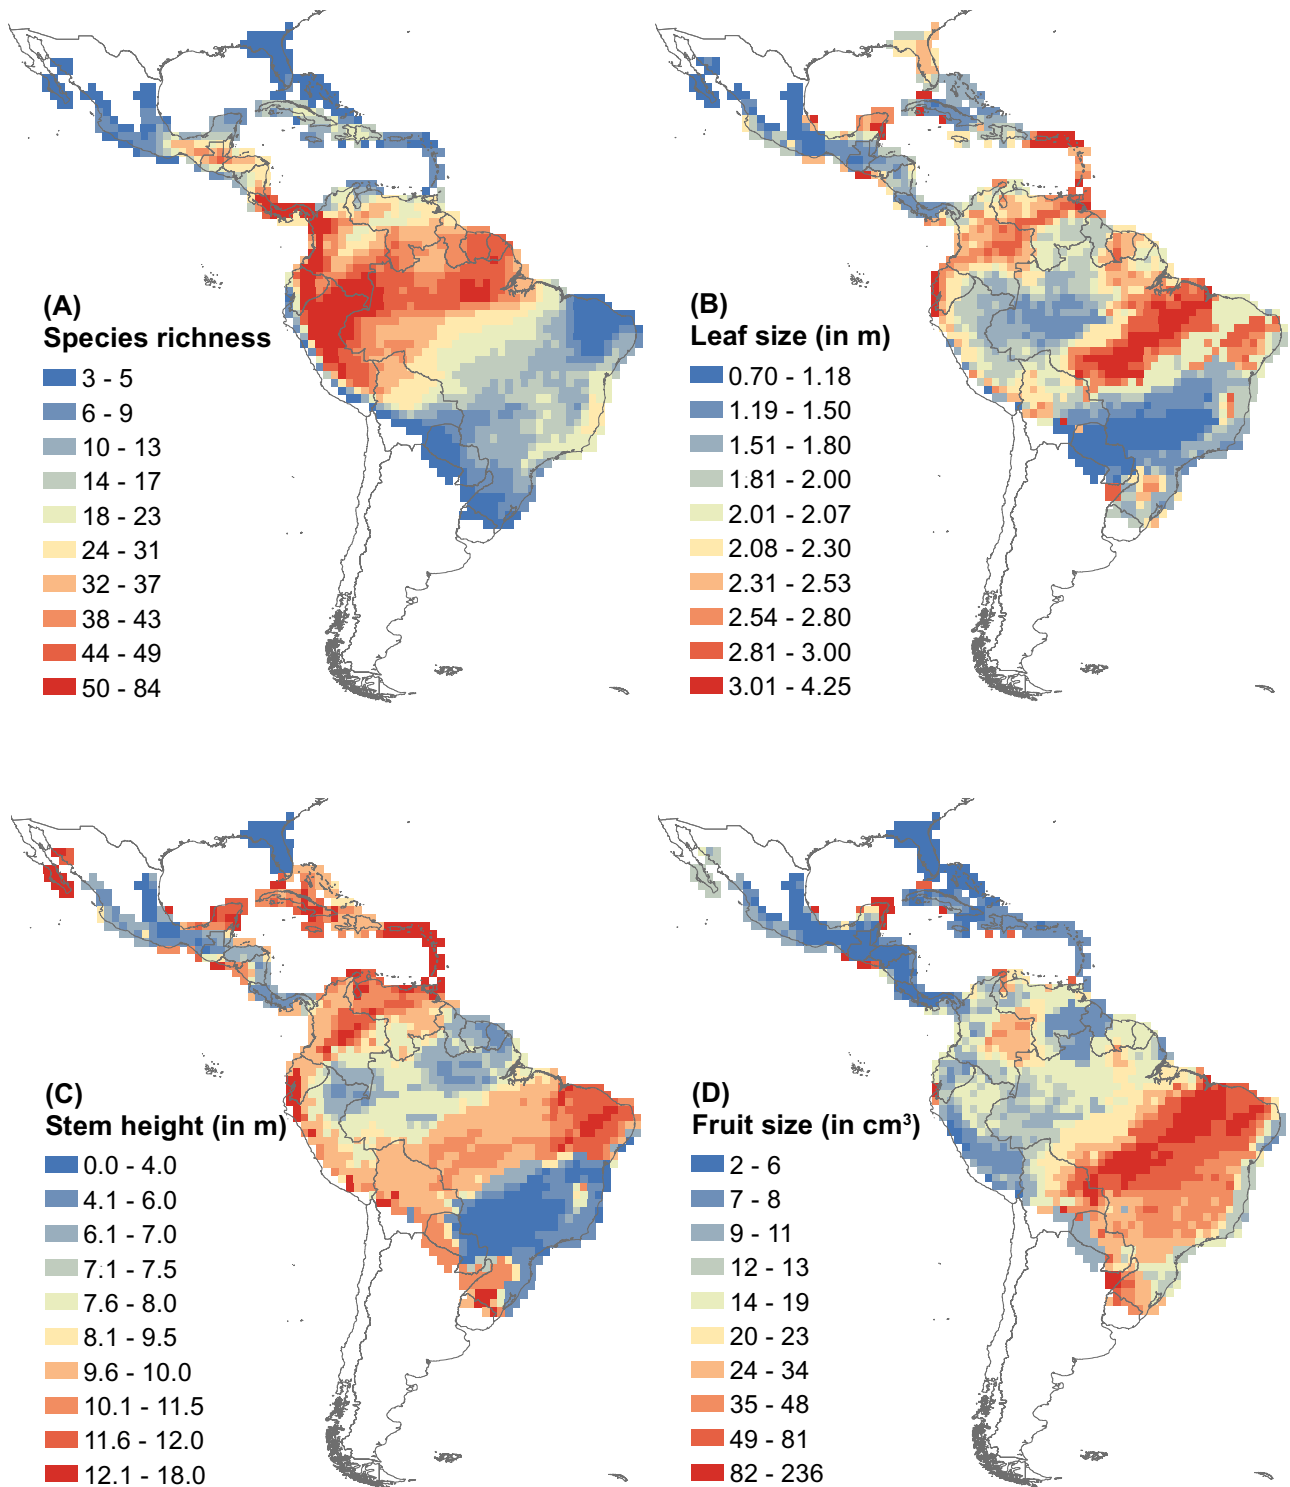 (A)
Species richness
3 - 5
6 - 9
10 - 13
14 - 17
18 - 23
24 - 31
32 - 37
38 - 43
44 - 49
50 - 84
(B)
Leaf size (in m)
0.70 - 1.18
1.19 - 1.50
1.51 - 1.80
1.81 - 2.00
2.01 - 2.07
2.08 - 2.30
2.31 - 2.53
2.54 - 2.80
2.81 - 3.00
3.01 - 4.25
(C)
Stem height (in m)
0.0 - 4.0
4.1 - 6.0
6.1 - 7.0
7.1 - 7.5
7.6 - 8.0
8.1 - 9.5
9.6 - 10.0
10.1 - 11.5
11.6 - 12.0
12.1 - 18.0
(D)
Fruit size (in cm³)
2 - 6
7 - 8
9 - 11
12 - 13
14 - 19
20 - 23
24 - 34
35 - 48
49 - 81
82 - 236